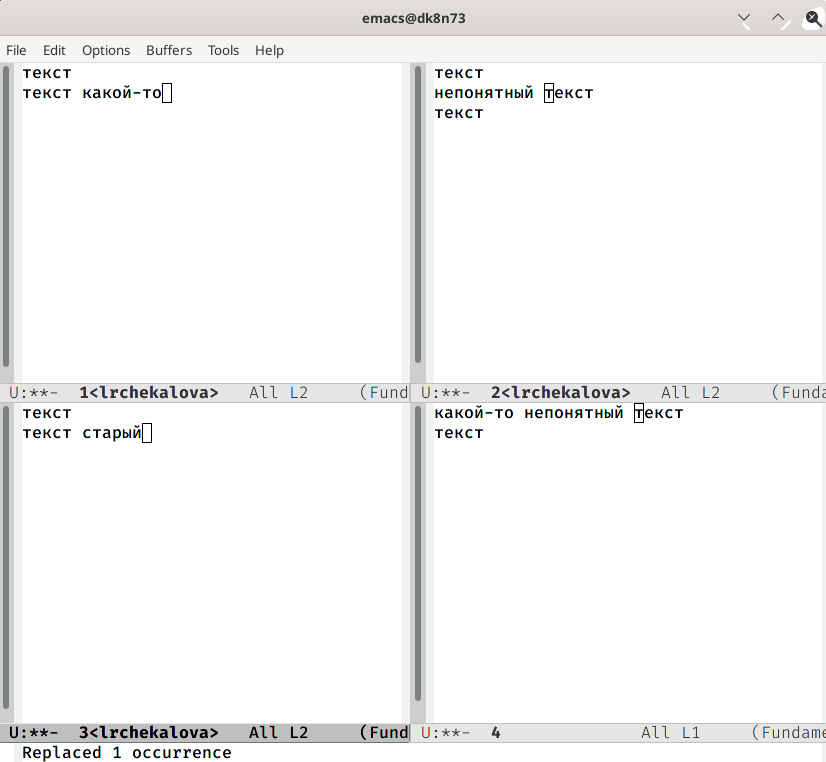 emacs@dk8n73
File Edit Options Buffers Tools Help
текст
текст какой-то
U:**- 1<lrchekalova> All L2 (Fund
текст
непонятный текст
текст
U:**- 2<lrchekalova> All L2 (Funda
текст
текст старый
U:**- 3<lrchekalova> All L2 (Fund
какой-то непонятный текст
текст
U:**- 4 All L1 (Fundame
Replaced 1 occurrence